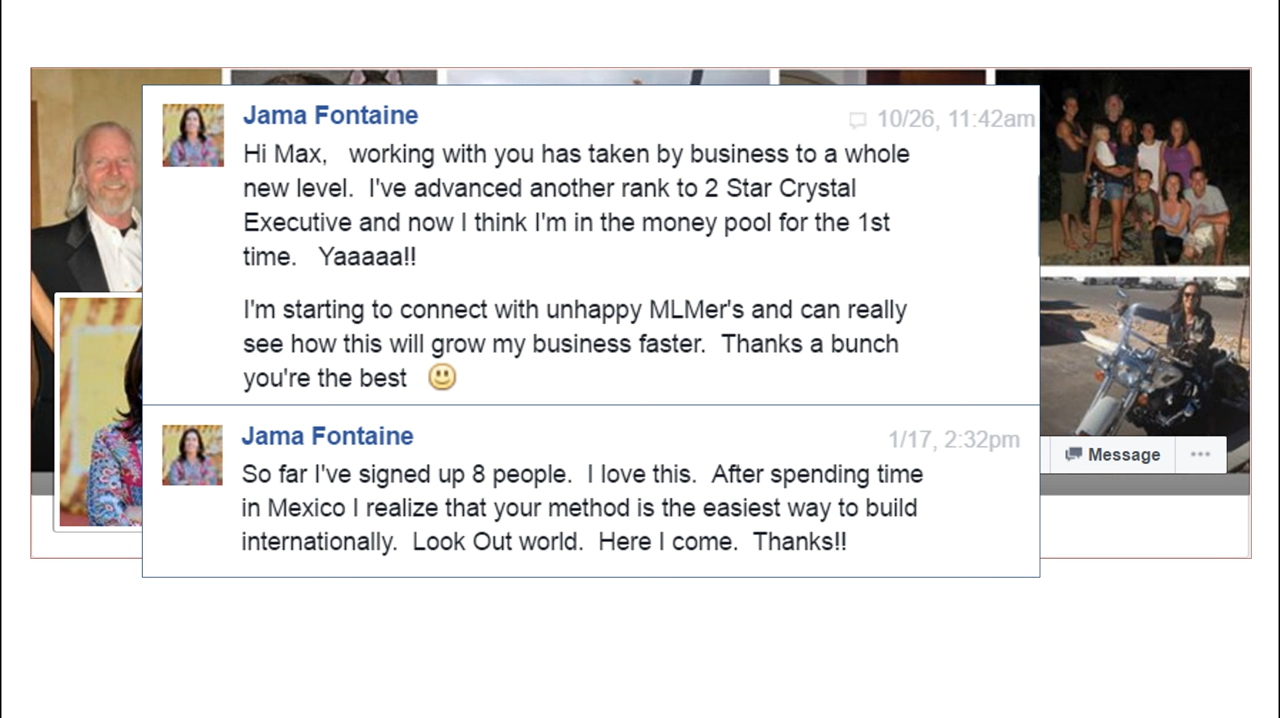 Jama Fontaine
10/26, 11:42am
Hi Max, working with you has taken by business to a whole
new level. I've advanced another rank to 2 Star Crystal
Executive and now I think I'm in the money pool for the 1st
time. Yaaaaa!!
I'm starting to connect with unhappy MLMer's and can really
see how this will grow my business faster. Thanks a bunch
you're the best
Jama Fontaine
1/17, 2:32pm
So far I've signed up 8 people. I love this. After spending time
in Mexico I realize that your method is the easiest way to build
internationally. Look Out world. Here I come. Thanks!!
Message